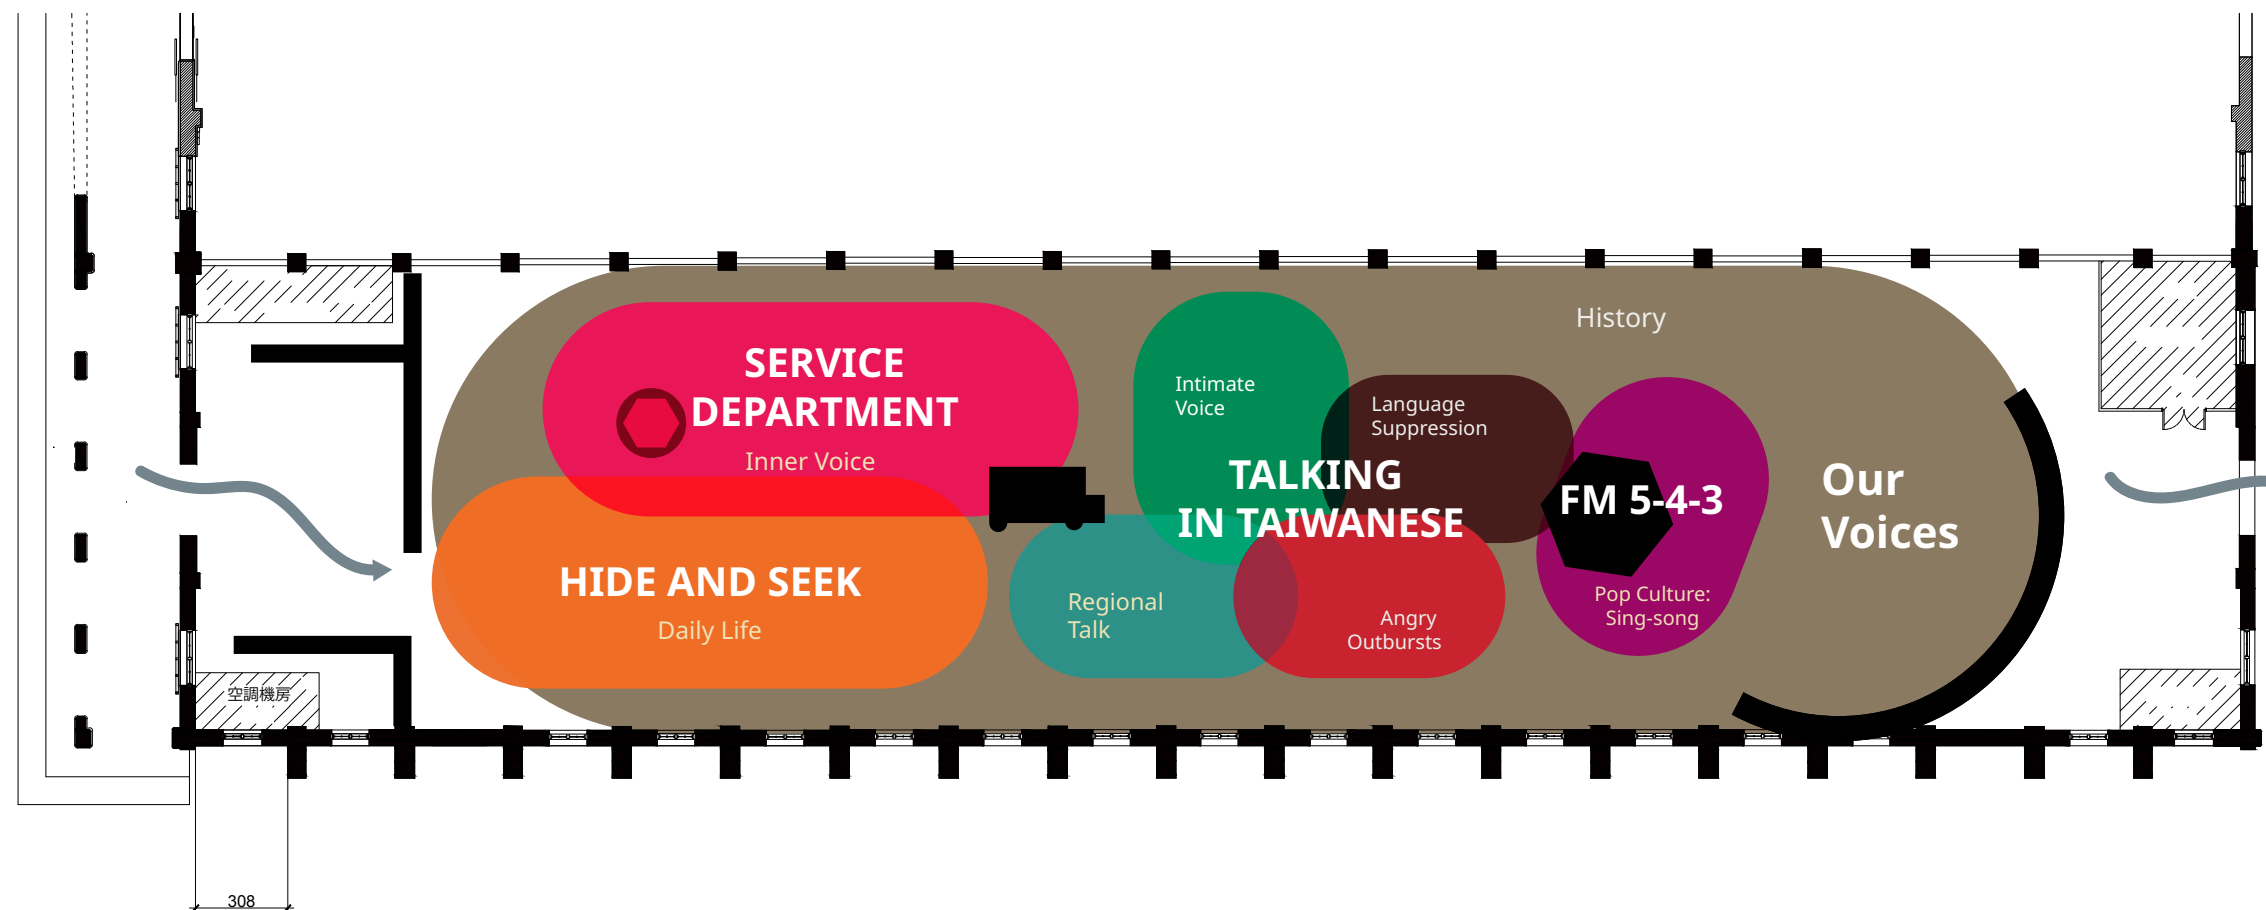 History
SERVICE
DEPARTMENT
Inner Voice
HIDE AND SEEK
Daily Life
Intimate
Voice
Language
Suppression
TALKING
IN TAIWANESE
Regional
Talk
Angry
Outbursts
FM 5-4-3
Pop Culture:
Sing-song
Our
Voices
空調機房
308